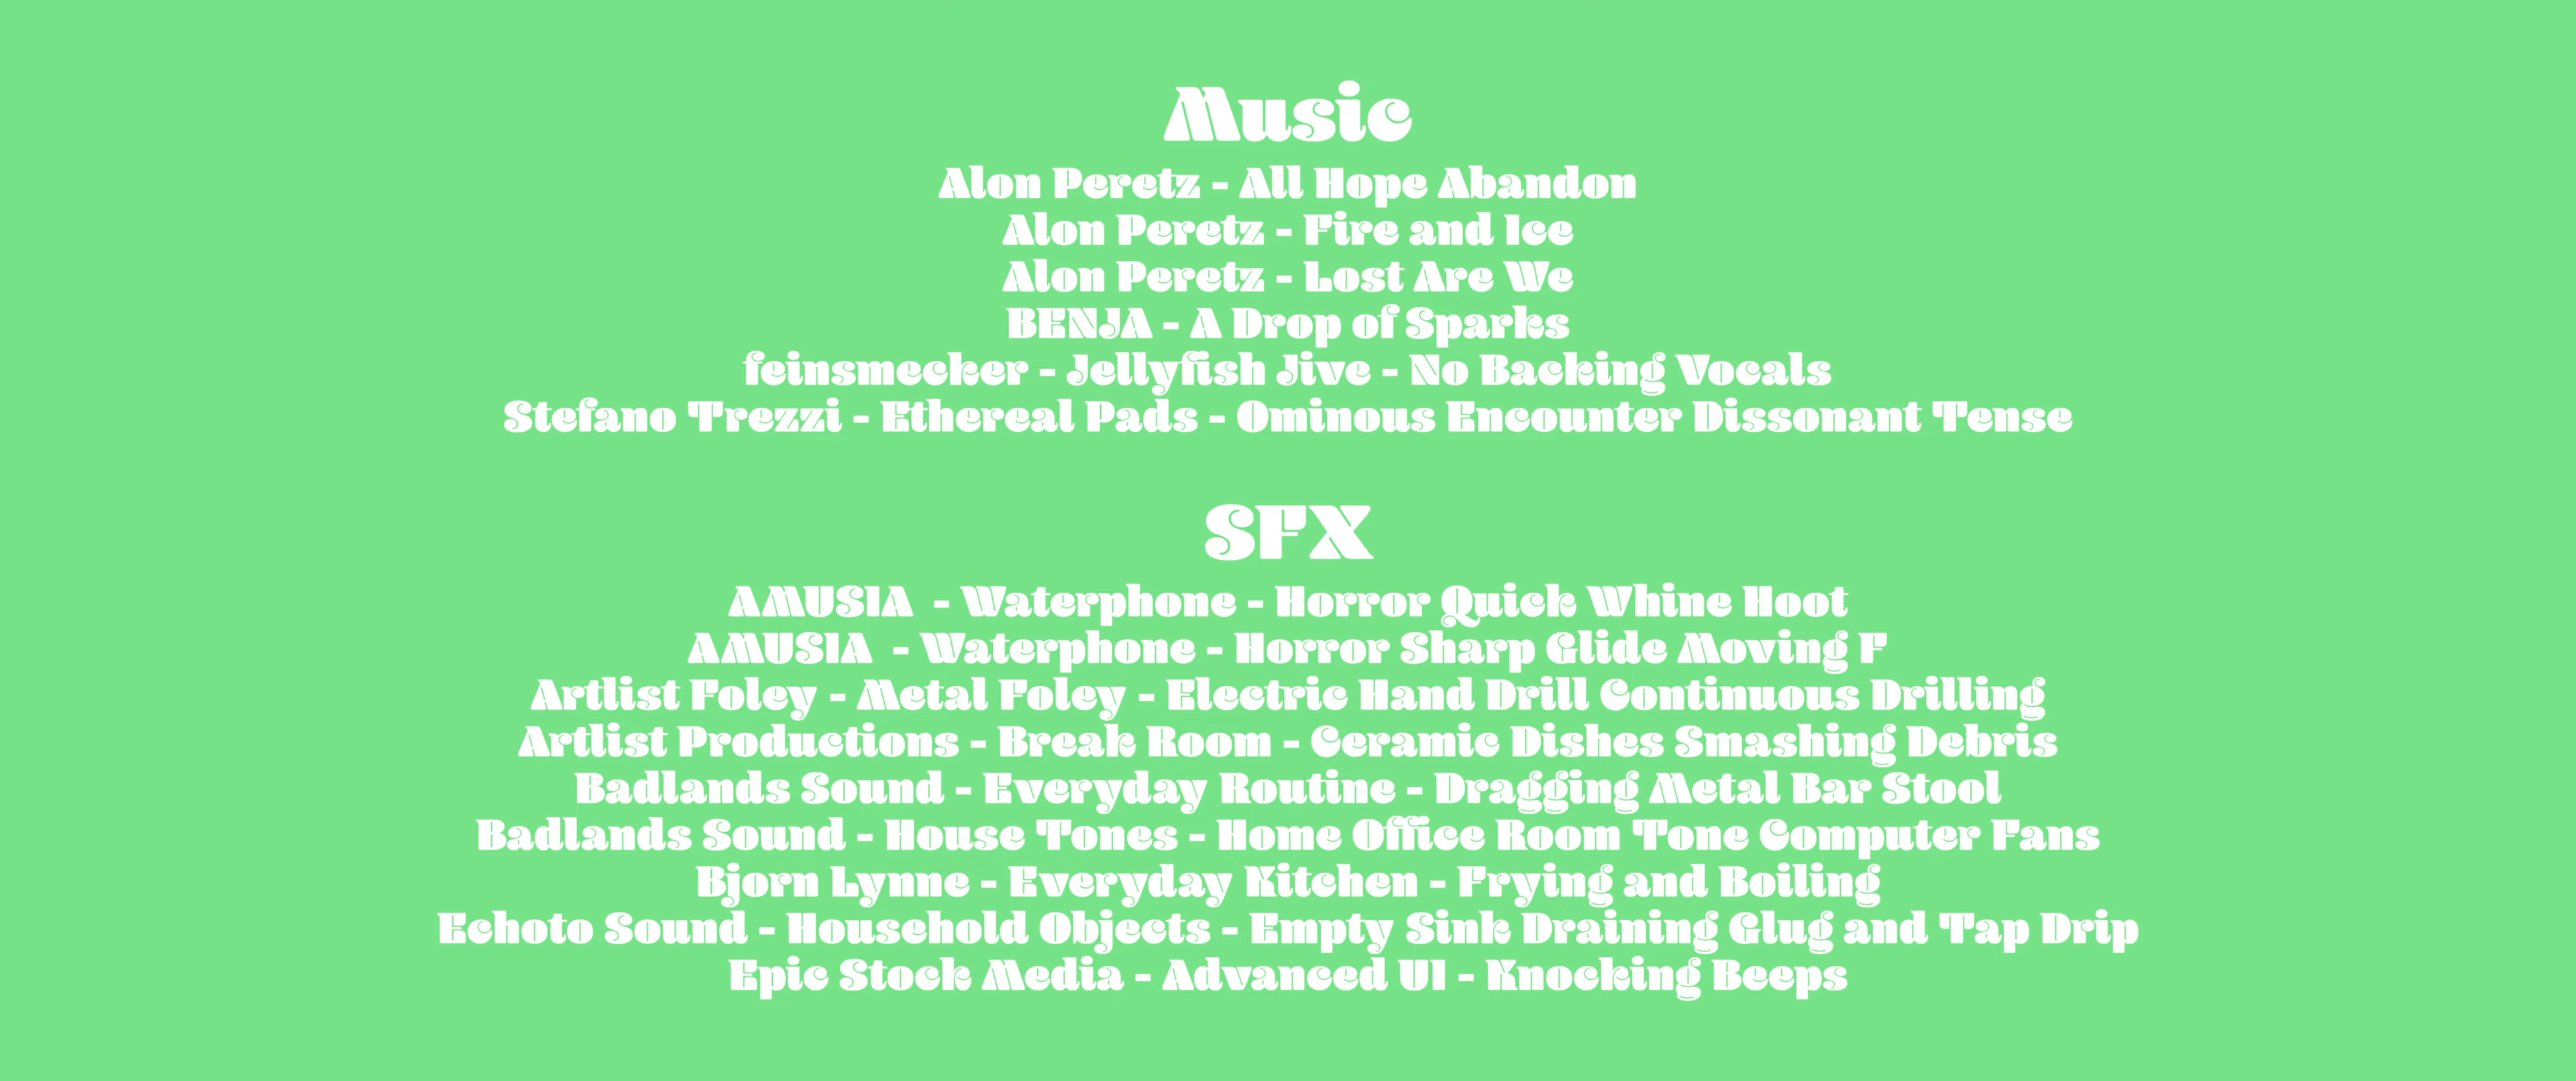 Music
Alon Peretz - All Hope Abandon
Alon Peretz - Fire and Ice
Alon Peretz - Lost Are We
BENJA - A Drop of Sparks
feinsmecker - Jellyfish Jive - No Backing Vocals
Stefano Trezzi - Ethereal Pads - Ominous Encounter Dissonant Tense
SFX
AMUSIA - Waterphone - Horror Quick Whine Hoot
AMUSIA - Waterphone - Horror Sharp Glide Moving F
Artlist Foley - Metal Foley - Electric Hand Drill Continuous Drilling
Artlist Productions - Break Room - Ceramic Dishes Smashing Debris
Badlands Sound - Everyday Routine - Dragging Metal Bar Stool
Badlands Sound - House Tones - Home Office Room Tone Computer Fans
Bjorn Lynne - Everyday Kitchen - Frying and Boiling
Echoto Sound - Household Objects - Empty Sink Draining Glug and Tap Drip
Epic Stock Media - Advanced UI - Knocking Beeps